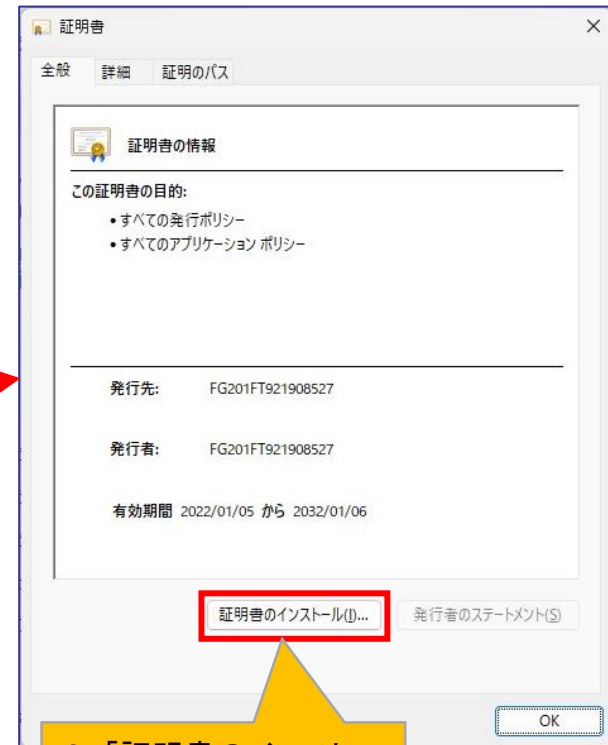 証明書
全般 詳細 証明のパス
証明書の情報
この証明書の目的:
• すべての発行ポリシー
• すべてのアプリケーション ポリシー
発行先: FG201FT921908527
発行者: FG201FT921908527
有効期間 2022/01/05 から 2032/01/06
証明書のインストール(I)... 発行者のステートメント(S)
OK